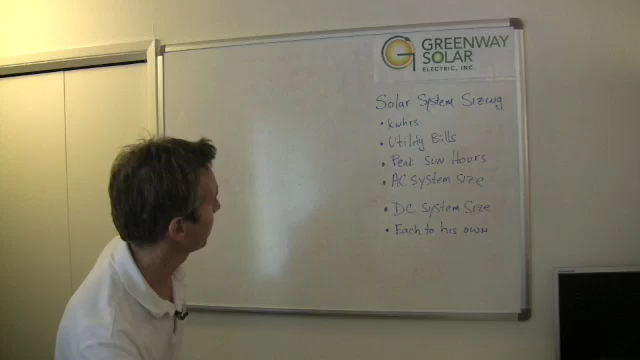 GREENWAY
SOLAR
ELECTRIC, INC.
Solar System Sizing
• kwhrs
• Utility Bills
• Peak Sun Hours
• AC System Size
• DC System Size
• Each to his own